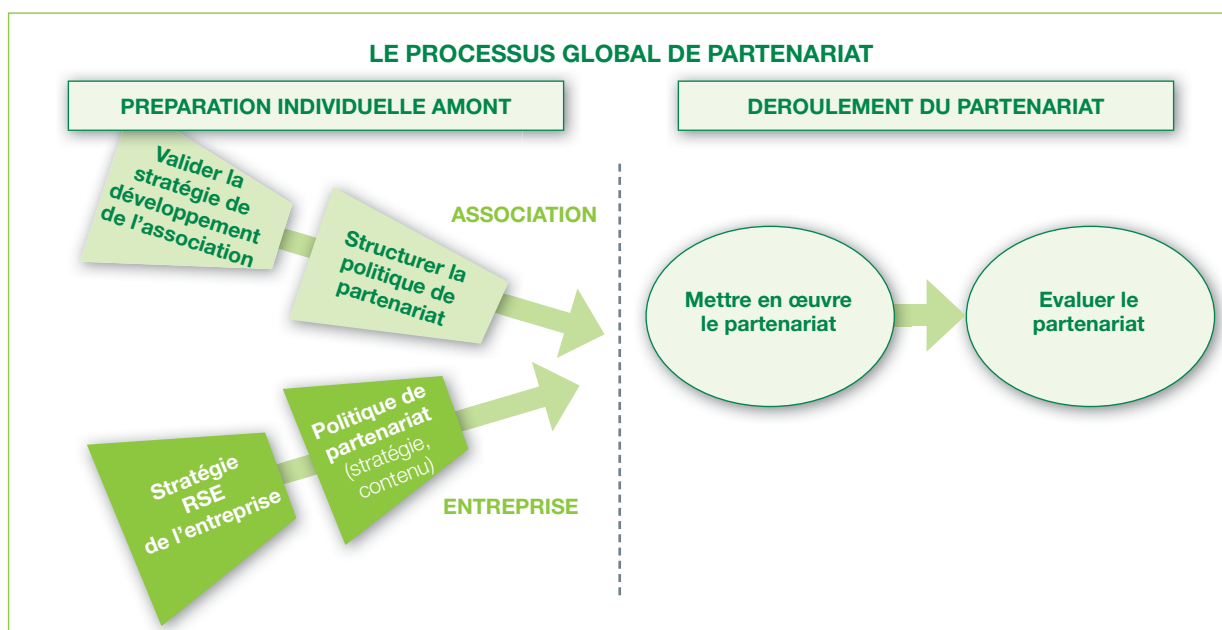 LE PROCESSUS GLOBAL DE PARTENARIAT
PREPARATION INDIVIDUELLE AMONT
DEROULEMENT DU PARTENARIAT
Valider la
stratégie de
développement
de l'association
ASSOCIATION
Structurer la
politique de
partenariat
Mettre en œuvre
le partenariat
Evaluer le
partenariat
Stratégie
RSE
de l'entreprise
Politique de
partenariat
(stratégie,
contenu)
ENTREPRISE